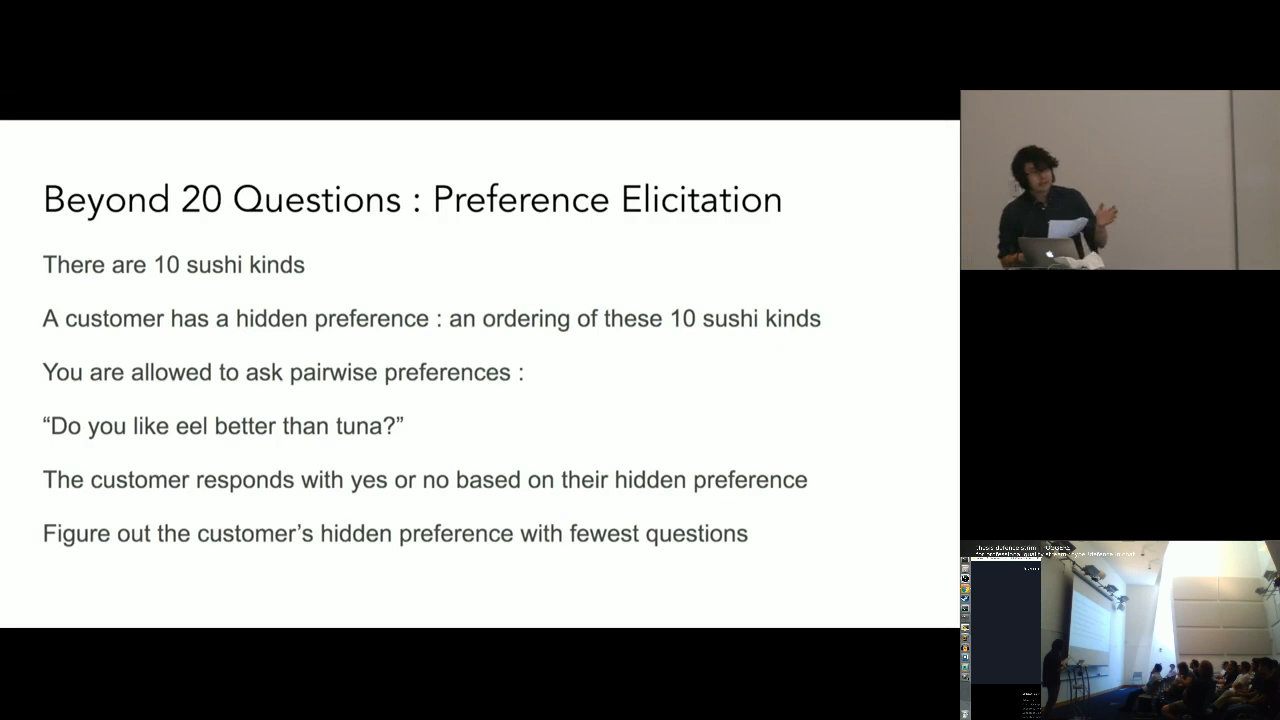 Beyond 20 Questions : Preference Elicitation
There are 10 sushi kinds
A customer has a hidden preference : an ordering of these 10 sushi kinds
You are allowed to ask pairwise preferences :
“Do you like eel better than tuna?”
The customer responds with yes or no based on their hidden preference
Figure out the customer’s hidden preference with fewest questions